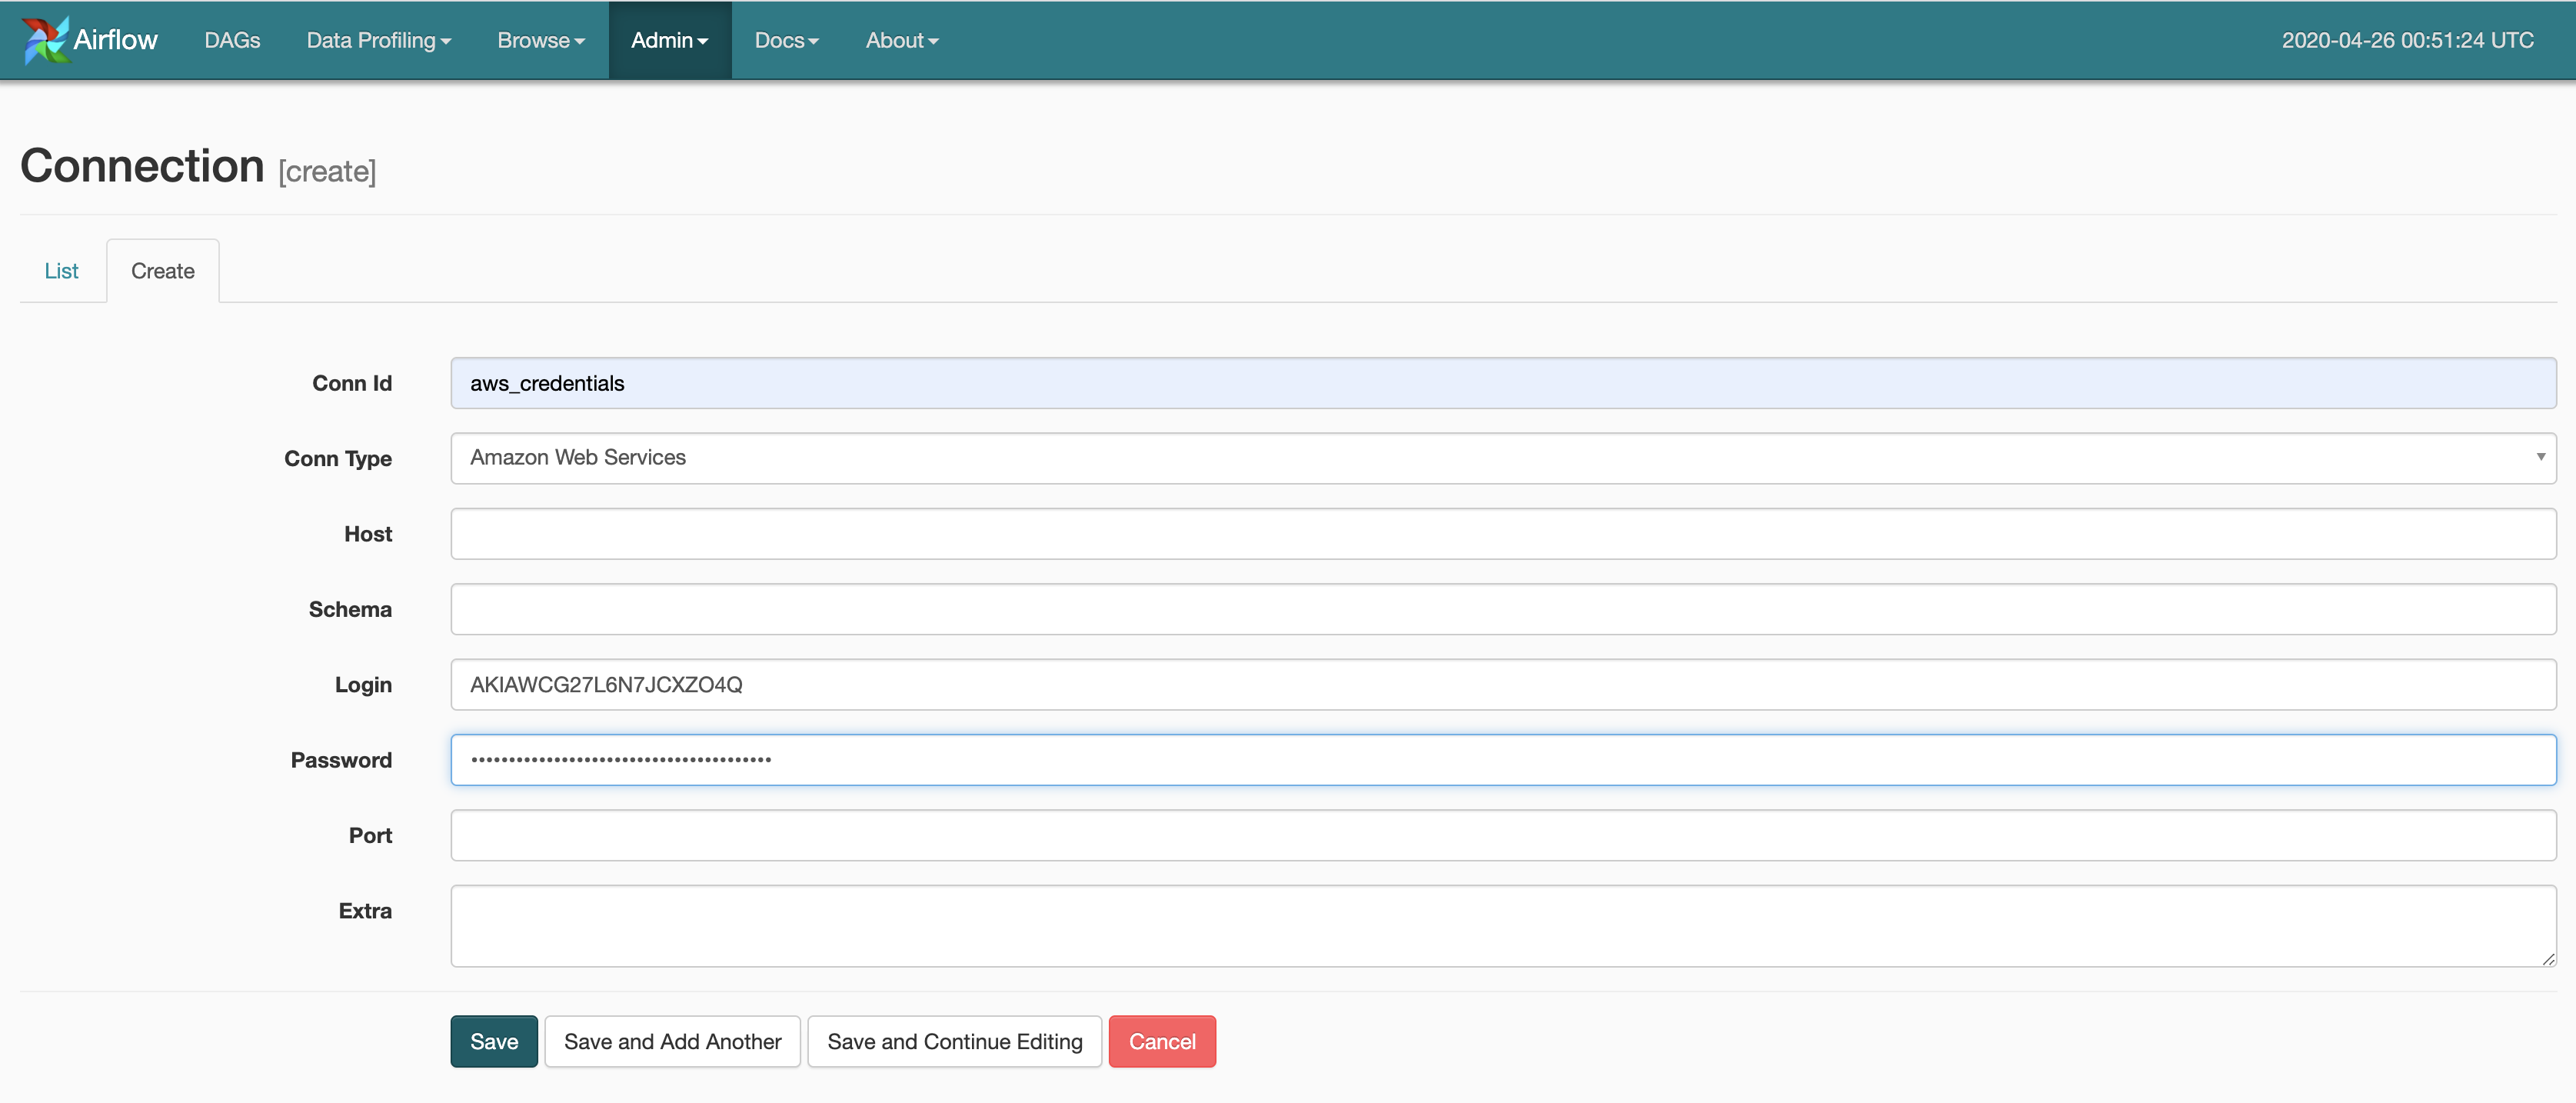 Airflow DAGs Data Profiling Browse Admin Docs About 2020-04-26 00:51:24 UTC
Connection [create]
List Create
Conn Id aws_credentials
Conn Type Amazon Web Services
Host
Schema
Login AKIAWCG27L6N7JCXZO4Q
Password ••••••••••••••••••••••••••••••••••••••••
Port
Extra
Save Save and Add Another Save and Continue Editing Cancel